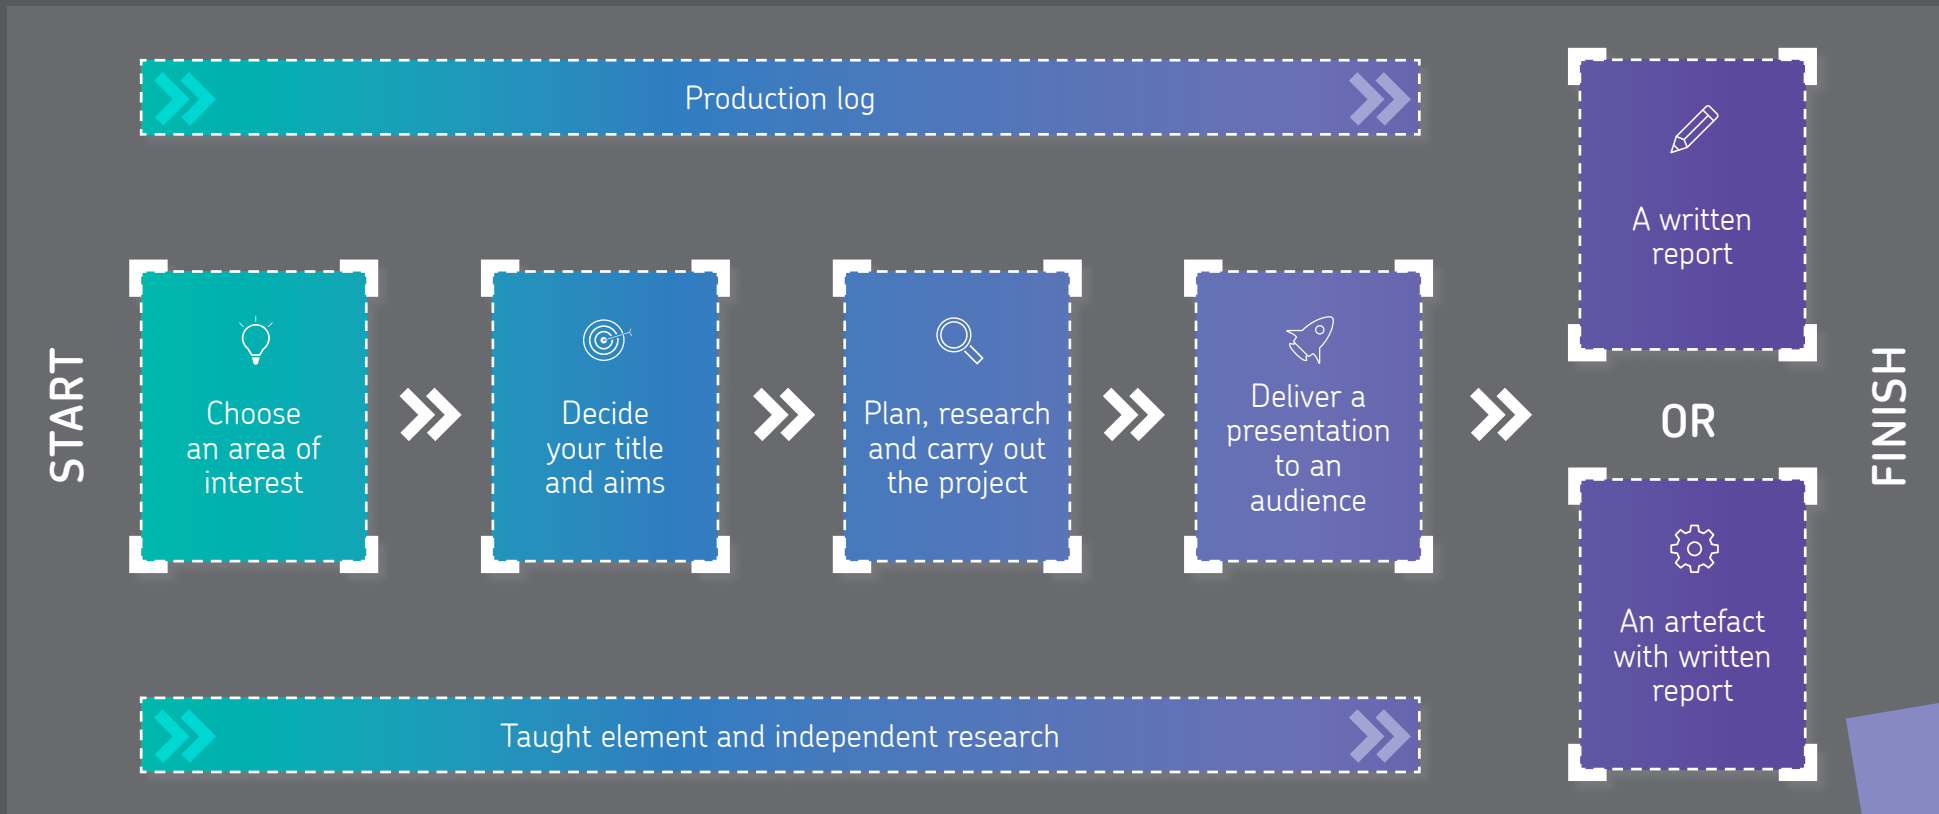 Production log
START
Choose
an area of
interest
Decide
your title
and aims
Plan, research
and carry out
the project
Deliver a
presentation
to an
audience
A written
report
OR
An artefact
with written
report
FINISH
Taught element and independent research